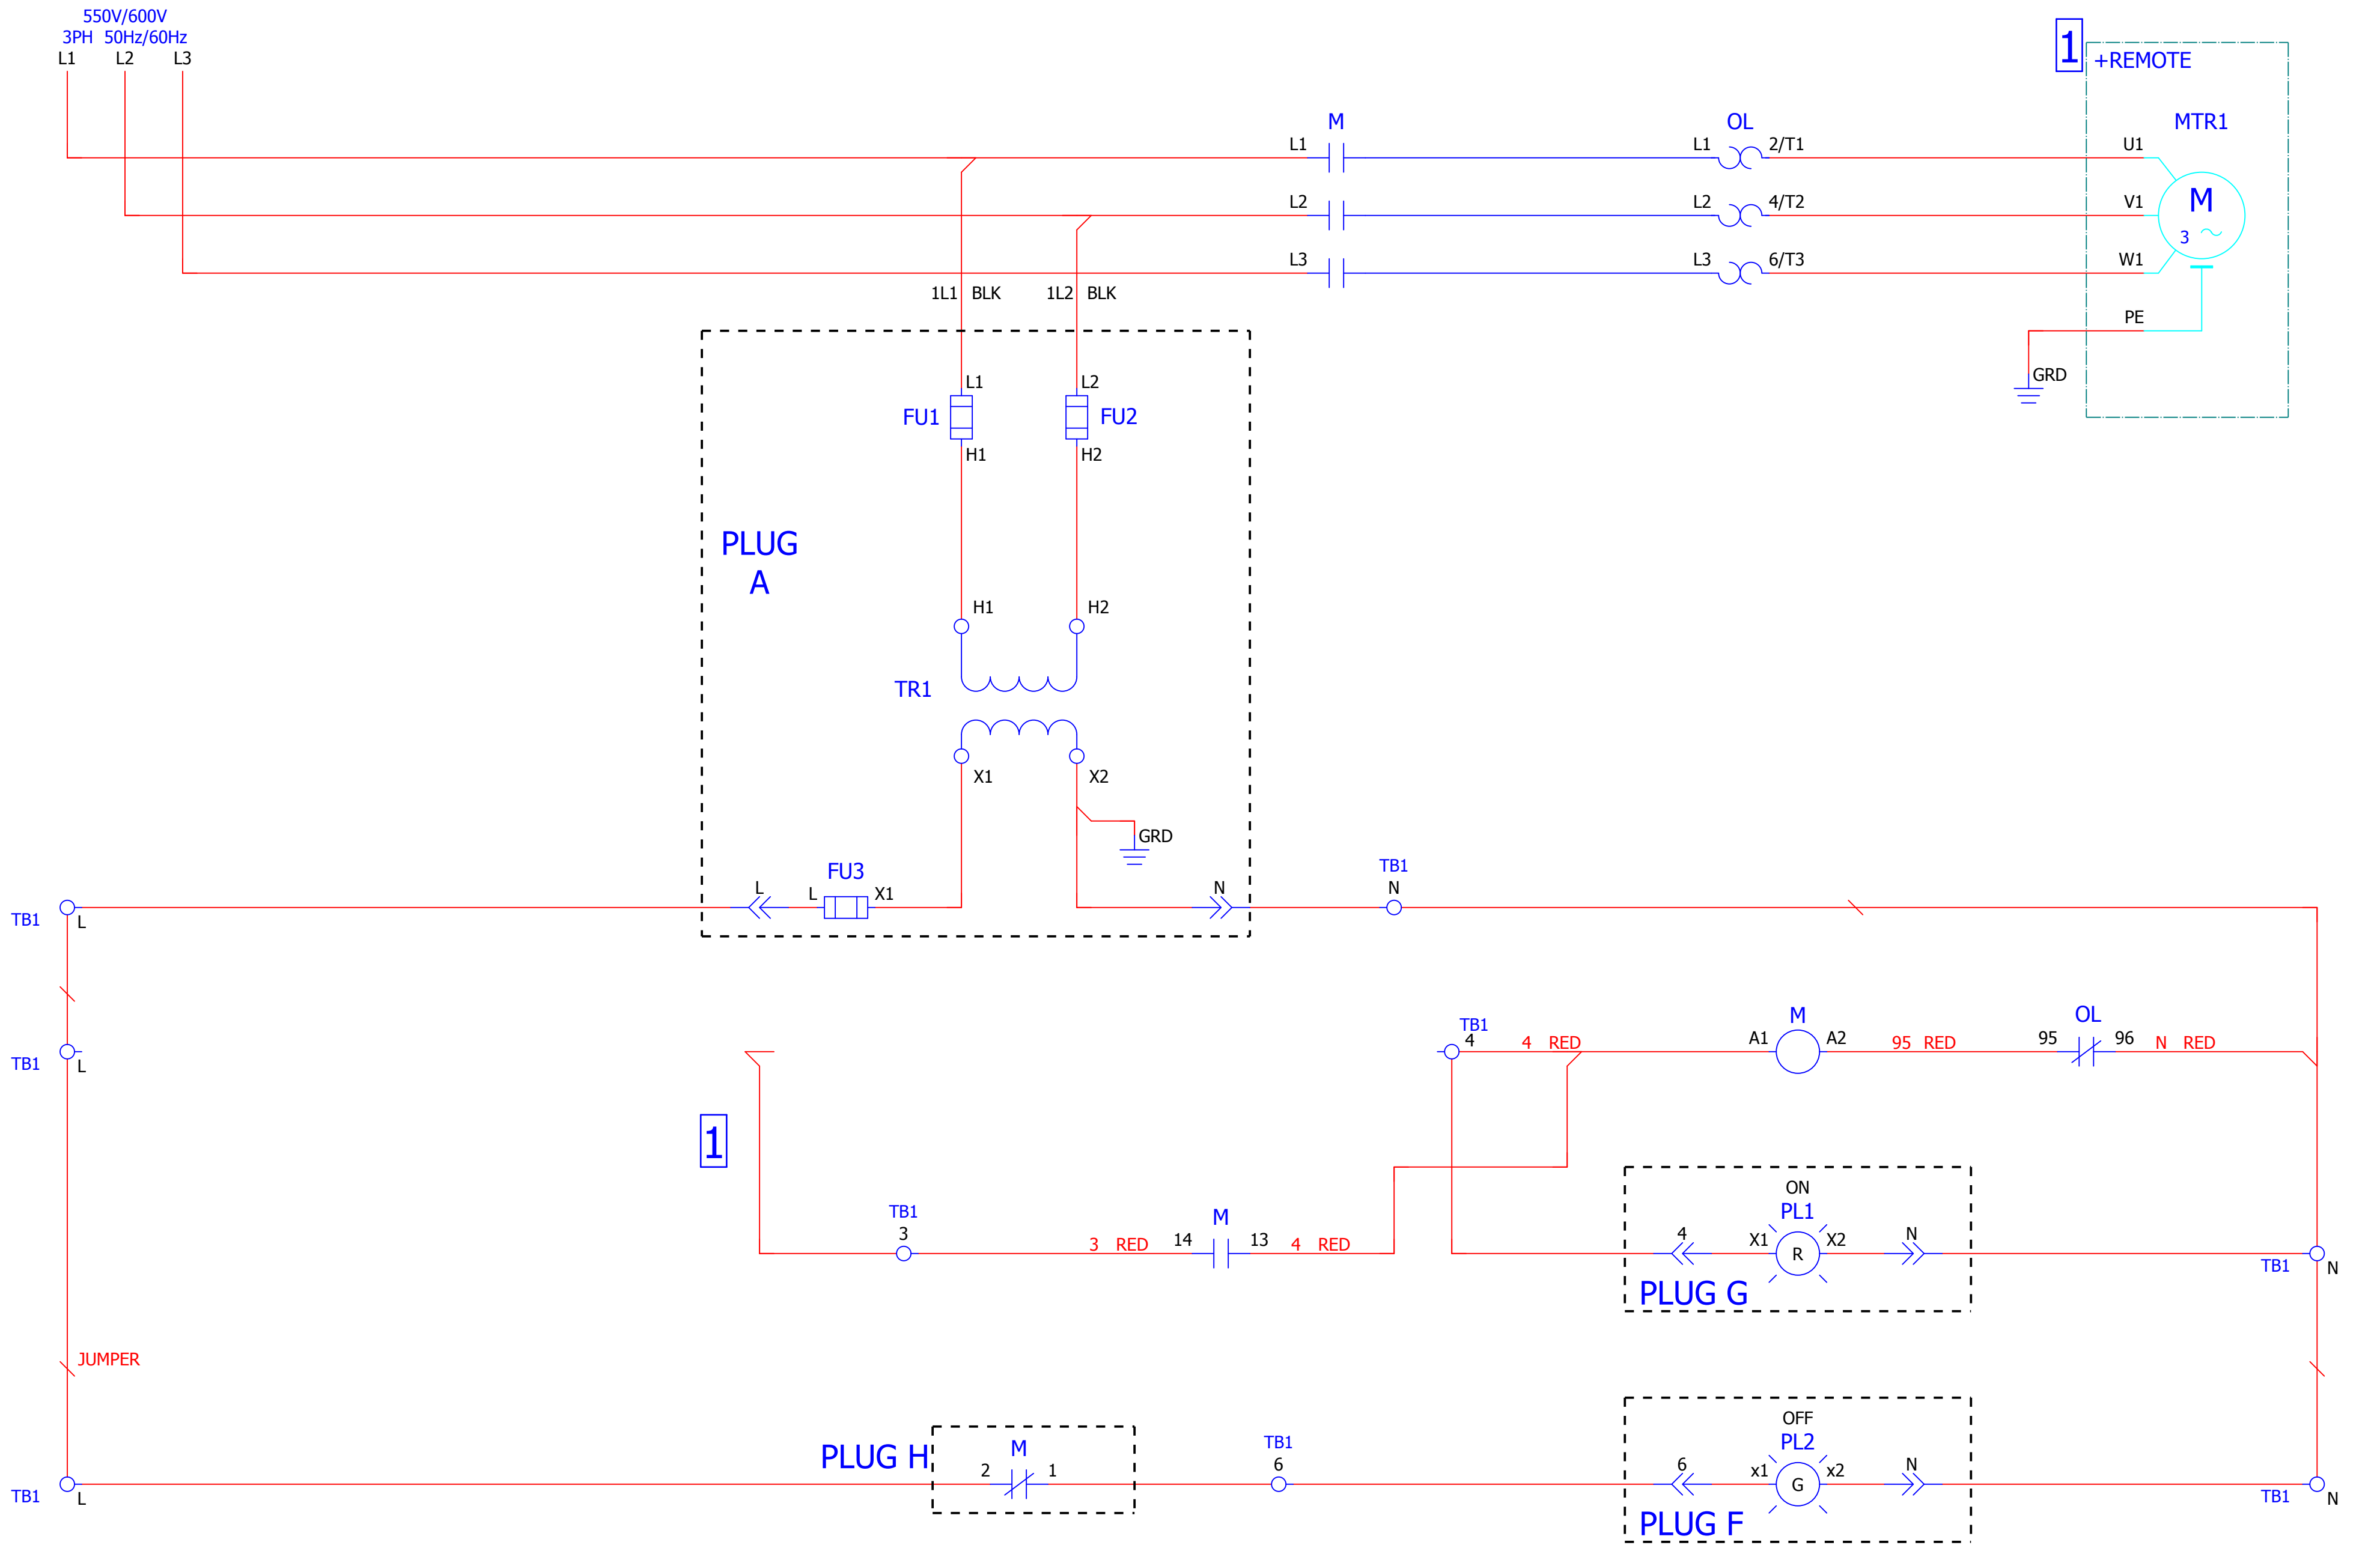 550V/600V
3PH 50Hz/60Hz
L1 L2 L3
1
+REMOTE
M OL MTR1
L1 L1 2/T1 U1
L2 L2 4/T2 V1
M
3
L3 L3 6/T3 W1
1L1 BLK 1L2 BLK
PE
GRD
L1 L2
FU1 FU2
H1 H2
PLUG
A
H1 H2
TR1
X1 X2
GRD
FU3
L L X1 N
TB1
N
TB1 L
TB1 L
TB1
4 4 RED
M
A1 A2
95 RED
OL
95 96
N RED
1
TB1
3
3 RED
M
14 13
4 RED
ON
PL1
4 X1 R X2 N
PLUG G
TB1 N
JUMPER
PLUG H
M
2 1
TB1
6
OFF
PL2
6 x1 G x2 N
PLUG F
TB1 L
TB1 N